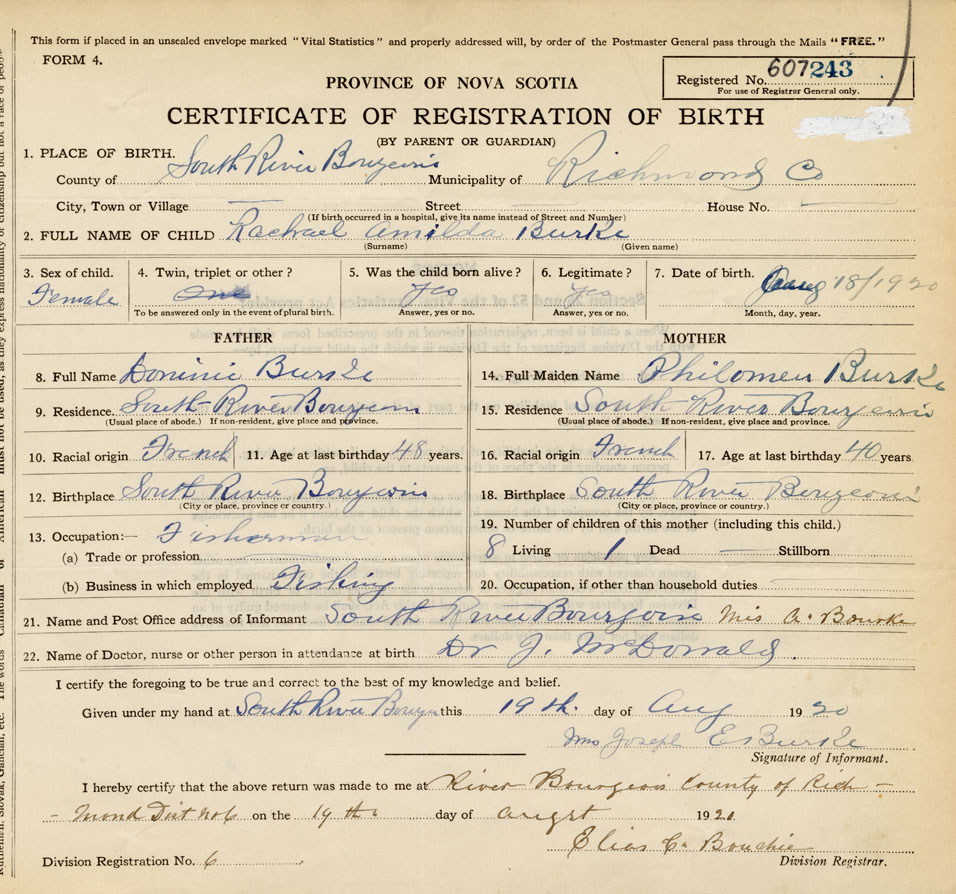 This form if placed in an unsealed envelope marked "Vital Statistics" and properly addressed will, by order of the Postmaster General pass through the Mails "FREE."
FORM 4.
Registered No. 607243
For use of Registrar General only.
PROVINCE OF NOVA SCOTIA
CERTIFICATE OF REGISTRATION OF BIRTH
(BY PARENT OR GUARDIAN)
1. PLACE OF BIRTH.
County of South River Bourgeois Municipality of Richmond Co
City, Town or Village — Street — House No. —
(If birth occurred in a hospital, give its name instead of Street and Number)
2. FULL NAME OF CHILD Rachael Amilda Burke
(Surname) (Given name)
3. Sex of child. 4. Twin, triplet or other? 5. Was the child born alive? 6. Legitimate? 7. Date of birth. Aug 18/1920
Female One Yes Yes
To be answered only in the event of plural birth. Answer, yes or no. Answer, yes or no. Month, day, year.
FATHER MOTHER
8. Full Name Dominic Burke 14. Full Maiden Name Philomen Burke
9. Residence. South River Bourgeois 15. Residence South River Bourgeois
(Usual place of abode.) If non-resident, give place and province. (Usual place of abode.) If non-resident, give place and province.
10. Racial origin French 11. Age at last birthday 48 years. 16. Racial origin French 17. Age at last birthday 40 years
12. Birthplace South River Bourgeois 18. Birthplace South River Bourgeois
(City or place, province or country.) (City or place, province or country.)
13. Occupation:— Fisherman 19. Number of children of this mother (including this child.)
(a) Trade or profession 8 Living 1 Dead — Stillborn
(b) Business in which employed Fishing 20. Occupation, if other than household duties
21. Name and Post Office address of Informant South River Bourgois Mis A. Bourke
22. Name of Doctor, nurse or other person in attendance at birth Dr J. McDonald
I certify the foregoing to be true and correct to the best of my knowledge and belief.
Given under my hand at South River this 19th. day of Aug 1920
Mrs Joseph E Burke
Signature of Informant.
I hereby certify that the above return was made to me at River Bourgeois County of Rich-
-mond Dist No 6 on the 19th day of augst 1920
Elias C. Bouchie
Division Registration No. 6 Division Registrar.